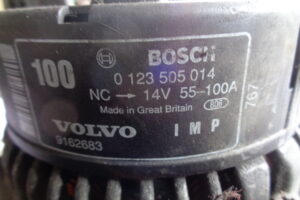 100
BOSCH
0 123 505 014
NC → 14V 55-100A
Made in Great Britain
VOLVO IMP
9162683